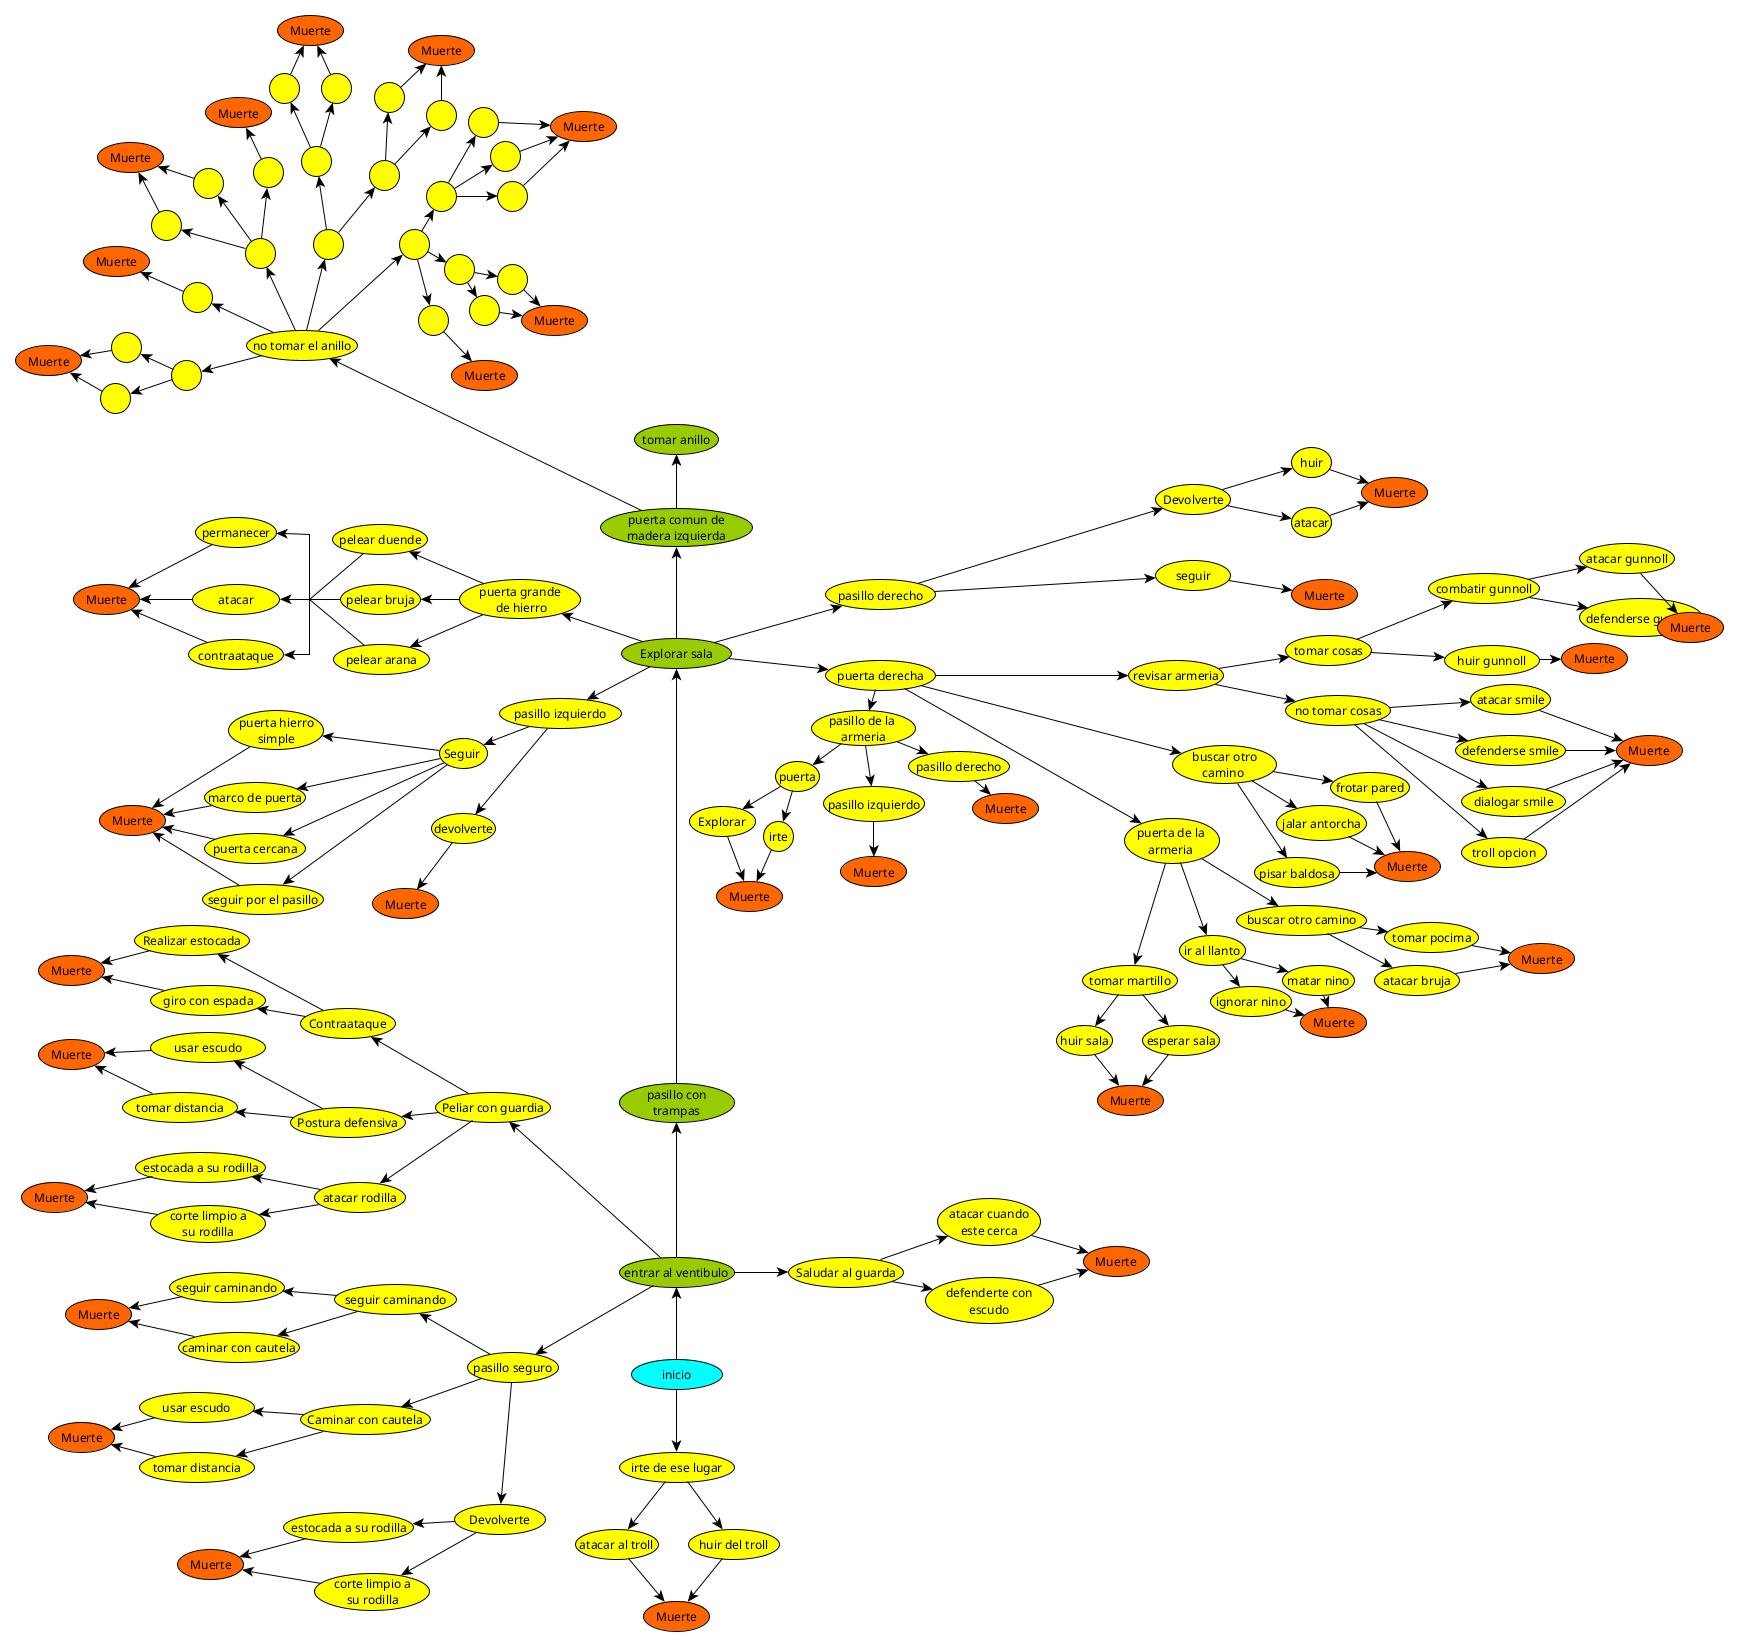 Muerte
Muerte
Muerte
Muerte
Muerte
Muerte
Muerte
Muerte
no tomar el anillo
Muerte
Muerte
tomar anillo
puerta comun de
madera izquierda
permanecer
pelear duende
Muerte
atacar
pelear bruja
puerta grande
de hierro
contraataque
pelear arana
Explorar sala
pasillo derecho
Devolverte
huir
atacar
Muerte
seguir
Muerte
puerta derecha
revisar armeria
tomar cosas
combatir gunnoll
atacar gunnoll
defenderse
Muerte
huir gunnoll
Muerte
no tomar cosas
atacar smile
defenderse smile
dialogar smile
troll opcion
Muerte
pasillo izquierdo
Seguir
puerta hierro
simple
marco de puerta
Muerte
puerta cercana
seguir por el pasillo
devolverte
Muerte
pasillo de la
armeria
puerta
pasillo derecho
Muerte
Explorar
irte
pasillo izquierdo
Muerte
Muerte
buscar otro
camino
frotar pared
jalar antorcha
pisar baldosa
Muerte
puerta de la
armeria
buscar otro camino
tomar pocima
atacar bruja
Muerte
ir al llanto
matar nino
ignorar nino
Muerte
tomar martillo
huir sala
esperar sala
Muerte
Realizar estocada
Muerte
giro con espada
Contraataque
usar escudo
Muerte
tomar distancia
Postura defensiva
Peliar con guardia
pasillo con
trampas
estocada a su rodilla
Muerte
atacar rodilla
corte limpio a
su rodilla
entrar al ventibulo
Saludar al guarda
atacar cuando
este cerca
defenderte con
escudo
Muerte
seguir caminando
seguir caminando
Muerte
caminar con cautela
pasillo seguro
inicio
usar escudo
Caminar con cautela
Muerte
tomar distancia
irte de ese lugar
Devolverte
estocada a su rodilla
Muerte
corte limpio a
su rodilla
atacar al troll
huir del troll
Muerte